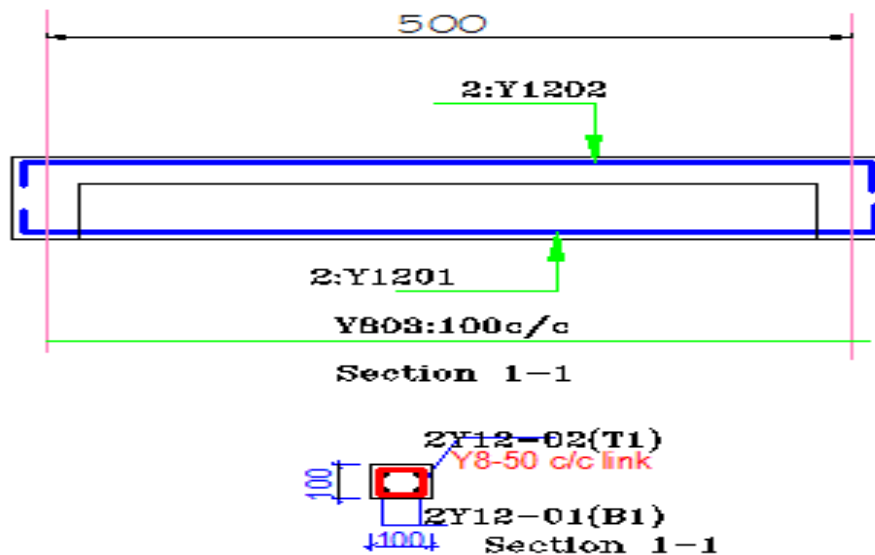 500
2:Y1202
2:Y1201
Y803:100c/c
Section 1-1
2Y12-02(T1)
Y8-50 c/c link
100
2Y12-01(B1)
100
Section 1-1